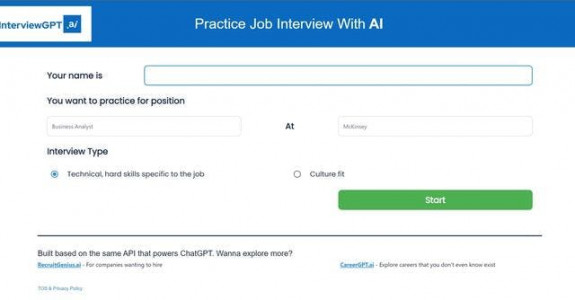 InterviewGPT .ai
Practice Job Interview With AI
Your name is
You want to practice for position
Business Analyst At McKinsey
Interview Type
Technical, hard skills specific to the job Culture fit
Start
Built based on the same API that powers ChatGPT. Wanna explore more?
RecruitGenius.ai - For companies wanting to hire CareerGPT.ai - Explore careers that you don't even know exist
TOS & Privacy Policy